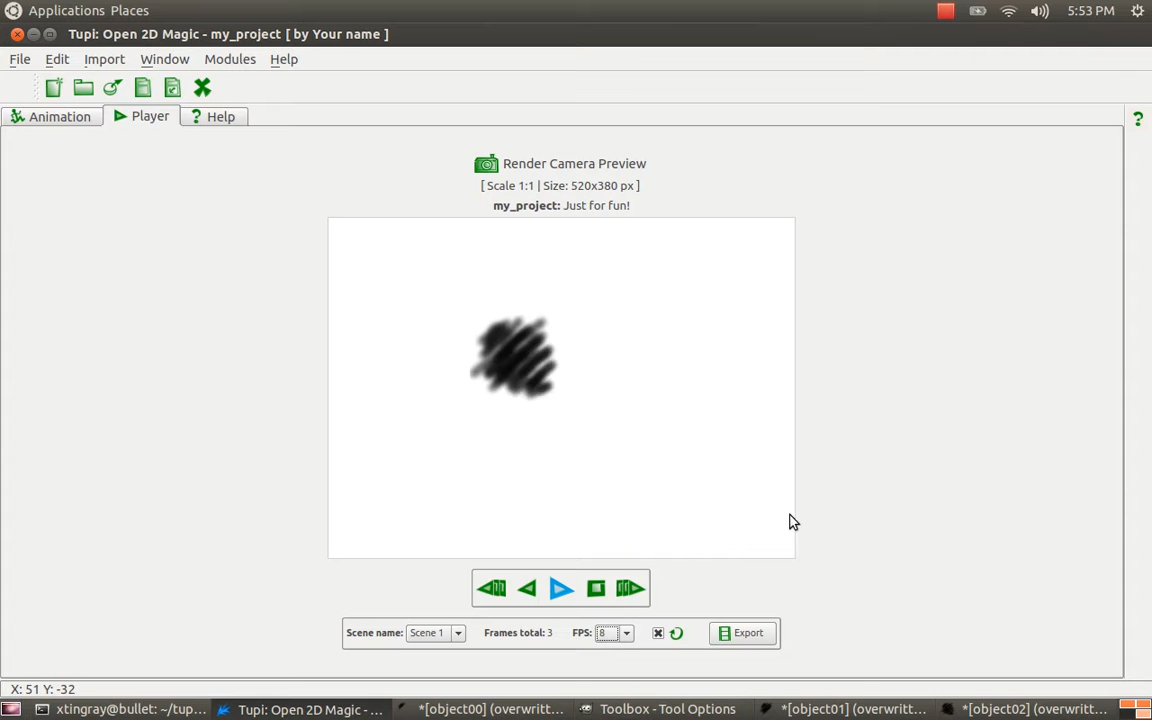 Applications Places
5:53 PM
Tupi: Open 2D Magic - my_project [ by Your name ]
File Edit Import Window Modules Help
Animation Player ? Help
?
Render Camera Preview
[ Scale 1:1 | Size: 520x380 px ]
my_project: Just for fun!
Scene name: Scene 1 Frames total: 3 FPS: 8 Export
X: 51 Y: -32
xtingray@bullet: ~/tup... Tupi: Open 2D Magic - ... *[object00] (overwritt... Toolbox - Tool Options *[object01] (overwritt... *[object02] (overwritt...